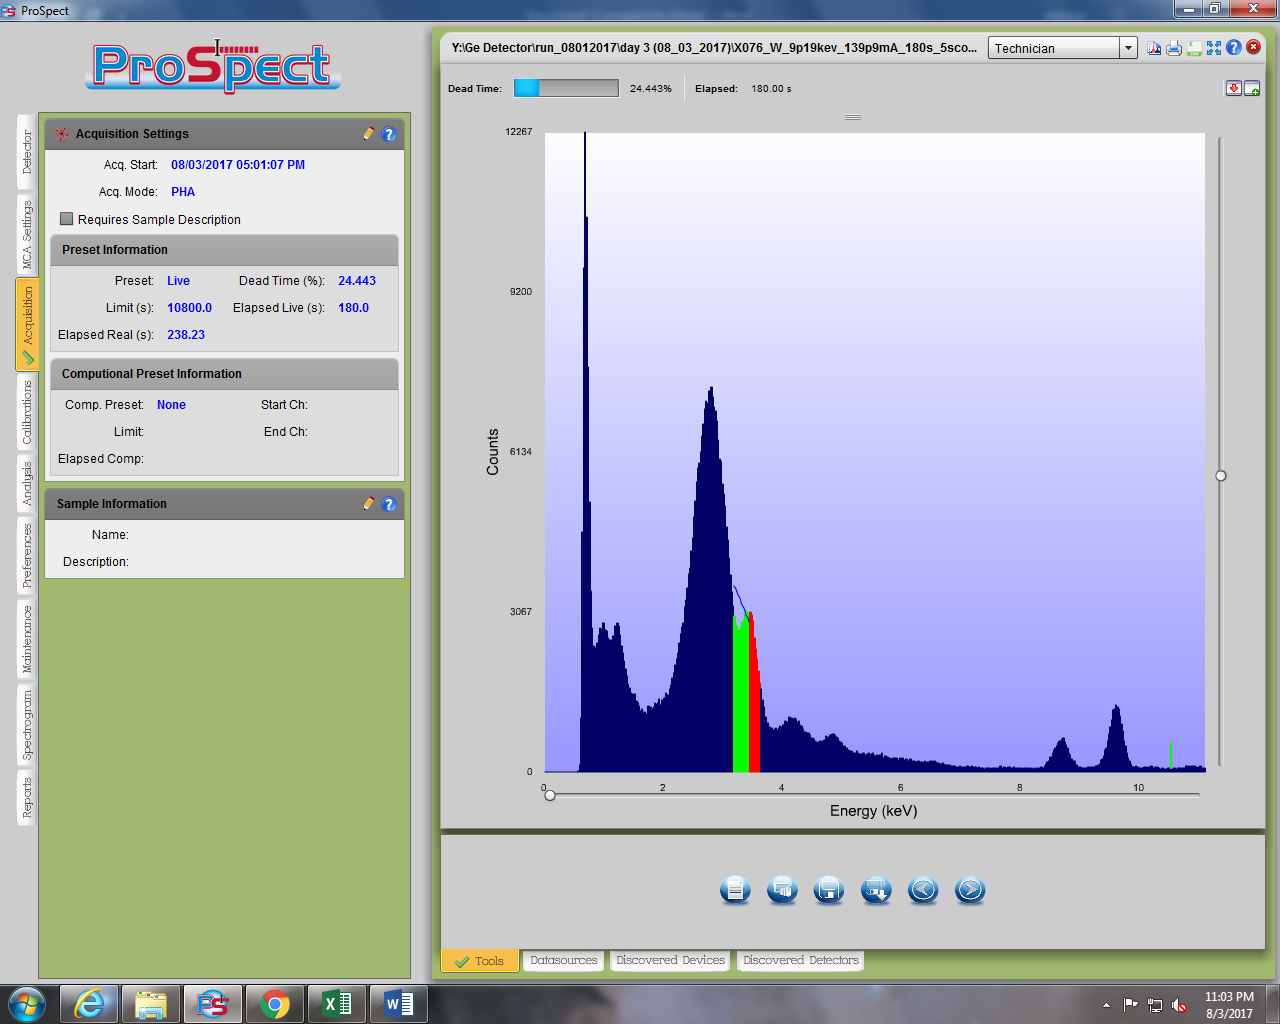 ProSpect
ProSpect
Y:\Ge Detector\run_08012017\day 3 (08_03_2017)\X076_W_9p19kev_139p9mA_180s_5sco...
Technician
Dead Time:
24.443%
Elapsed:
180.00 s
Detector
MCA Settings
Acquisition
Calibrations
Analysis
Preferences
Maintenance
Spectrogram
Reports
Acquisition Settings
Acq. Start: 08/03/2017 05:01:07 PM
Acq. Mode: PHA
Requires Sample Description
Preset Information
Preset: Live Dead Time (%): 24.443
Limit (s): 10800.0 Elapsed Live (s): 180.0
Elapsed Real (s): 238.23
Computional Preset Information
Comp. Preset: None Start Ch:
Limit: End Ch:
Elapsed Comp:
Sample Information
Name:
Description:
12267
9200
6134
3067
0
Counts
0 2 4 6 8 10
Energy (keV)
Tools
Datasources
Discovered Devices
Discovered Detectors
11:03 PM
8/3/2017